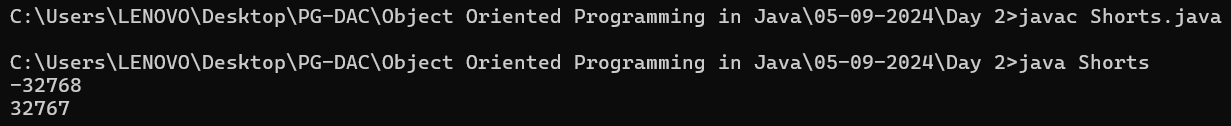 C:\Users\LENOVO\Desktop\PG-DAC\Object Oriented Programming in Java\05-09-2024\Day 2>javac Shorts.java
C:\Users\LENOVO\Desktop\PG-DAC\Object Oriented Programming in Java\05-09-2024\Day 2>java Shorts
-32768
32767